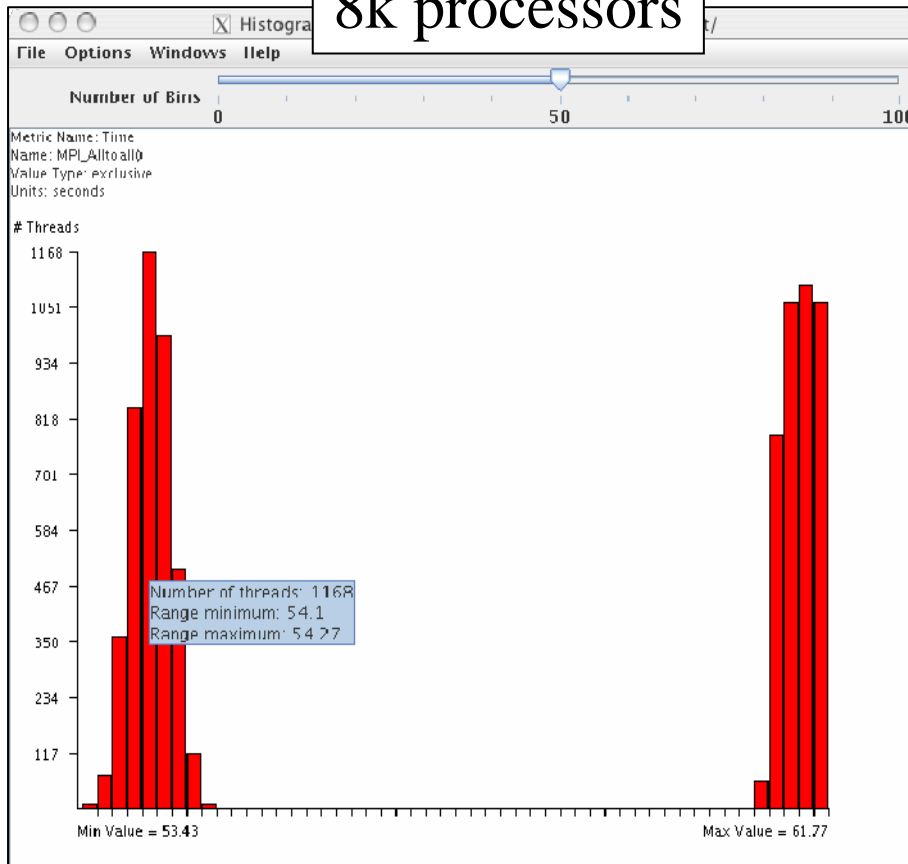 8k processors
Histogra
t/
File Options Windows Help
Number of Bins
0 50 100
Metric Name: Time
Name: MPI_Alltoall()
Value Type: exclusive
Units: seconds
# Threads
1168
1051
934
818
701
584
467
350
234
117
Number of threads: 1168
Range minimum: 54.1
Range maximum: 54.27
Min Value = 53.43 Max Value = 61.77